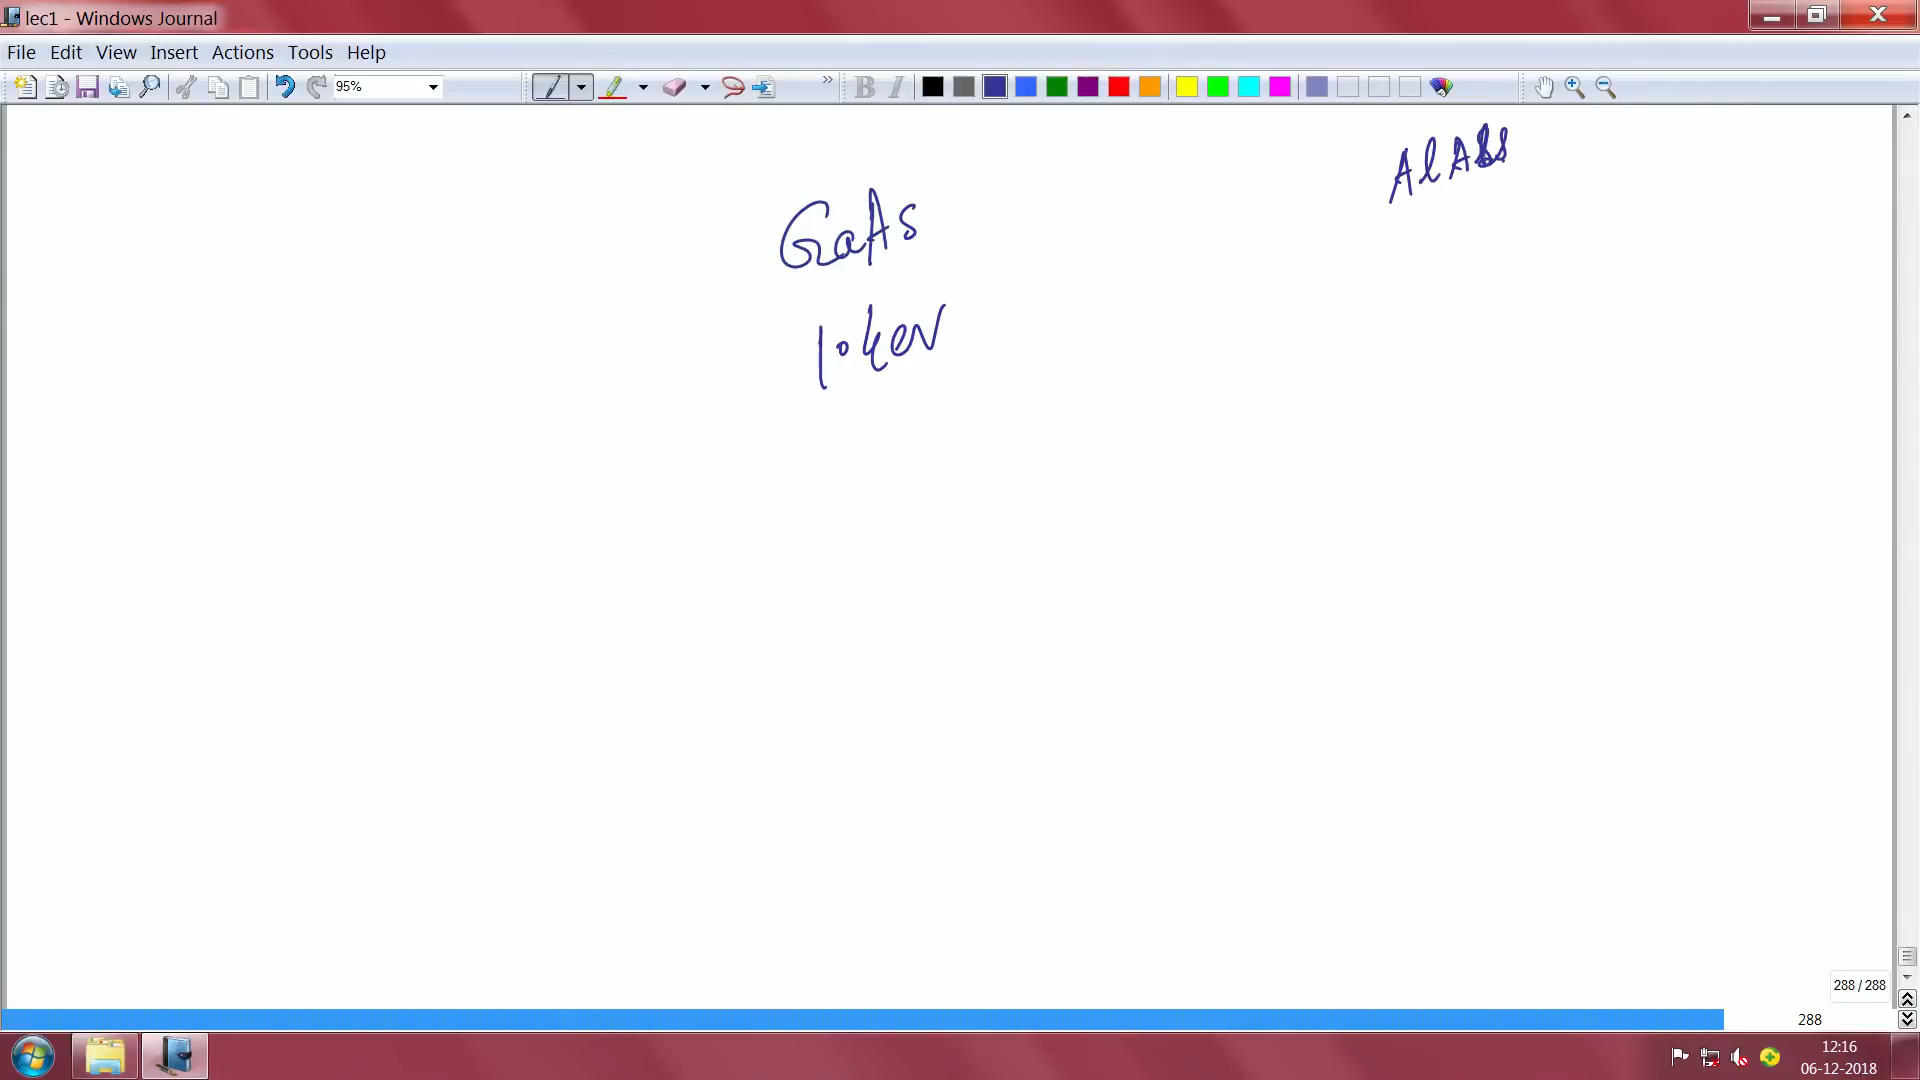 lec1 - Windows Journal
File Edit View Insert Actions Tools Help
95%
B I
AlAs
GaAs
10keV
288 / 288
288
12:16
06-12-2018